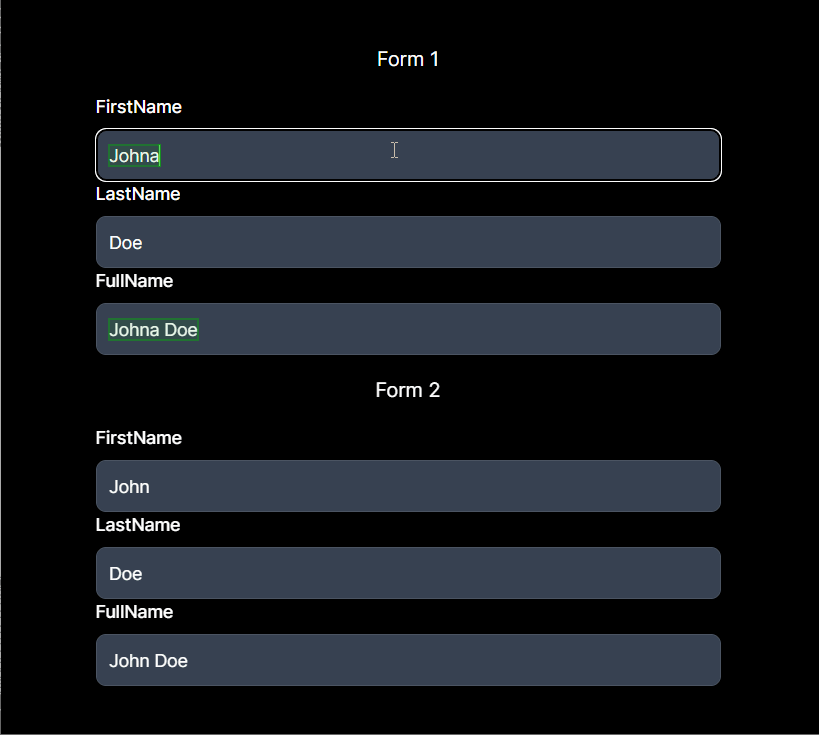 Form 1
FirstName
Johna
LastName
Doe
FullName
Johna Doe
Form 2
FirstName
John
LastName
Doe
FullName
John Doe